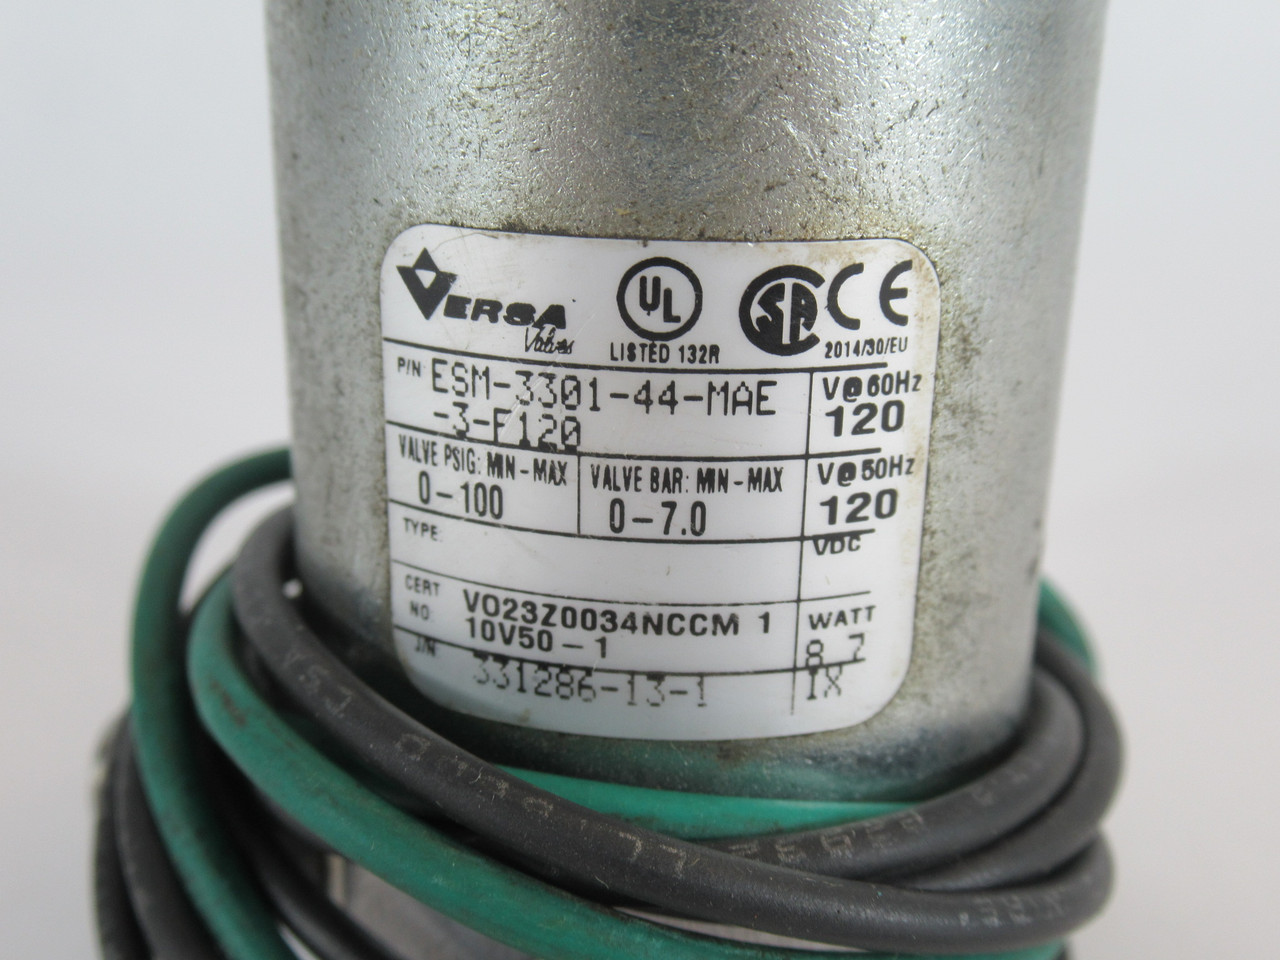 VERSA
Valves
UL
LISTED 132R
SA CE
2014/30/EU
P/N ESM-3301-44-MAE
-3-F120
V@60Hz
120
VALVE PSIG: MIN-MAX
0-100
VALVE BAR: MIN-MAX
0-7.0
V@50Hz
120
TYPE:
VDC
CERT
NO.
VO23Z0034NCCM 1
10V50-1
WATT
8.7
J/N
331286-13-1
IX